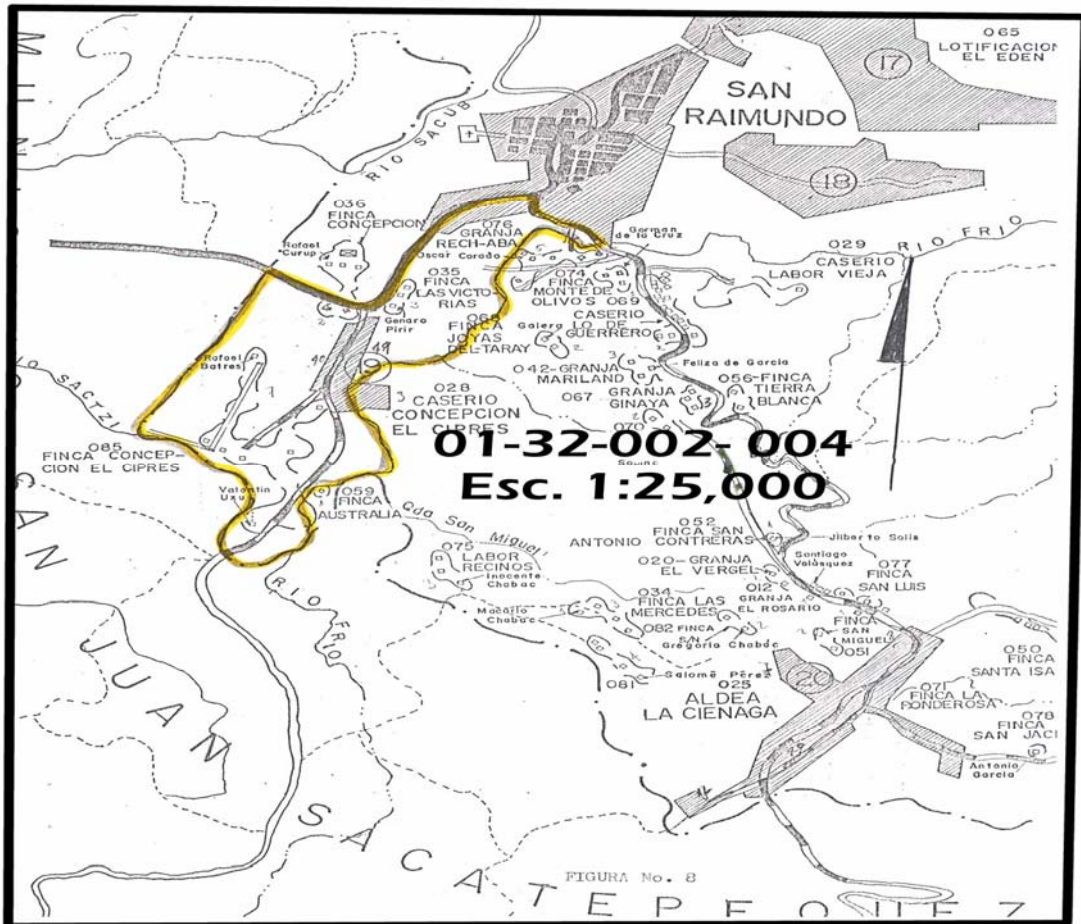 065
LOTIFICACION
EL EDEN
17
SAN
RAIMUNDO
18
RIO SACUB
036
FINCA
CONCEPCION
Rafael
Curup
076
GRANJA
RECH-ABA
Oscar Corado
German
de la Cruz
029
CASERIO
LABOR VIEJA
RIO FRIO
035
FINCA
LAS VICTO-
RIAS
Genaro
Pirir
074
FINCA
MONTE DE
OLIVOS 069
CASERIO
LO DE
GUERRERO
FINCA
JOYAS
DEL-TARAY
Galera
49
Feliza de Garcia
042-GRANJA
MARILAND
067
GRANJA
GINAYA
056-FINCA
TIERRA
BLANCA
070
Rafael
Batres
3
028
CASERIO
CONCEPCION
EL CIPRES
SACTZI
085
FINCA CONCEP-
CION EL CIPRES
01-32-002-004
Esc. 1:25,000
Valentin
Uxu
059
FINCA
AUSTRALIA
Cda San Miguel
052
FINCA SAN
ANTONIO CONTRERAS
Jilberto Solis
075
LABOR
RECINOS
Inocente
Chabac
020-GRANJA
EL VERGEL
Santiago
Velásquez
077
FINCA
SAN LUIS
012
GRANJA
EL ROSARIO
RIO FRIO
034
FINCA LAS
MERCEDES
Macario
Chabac
082 FINCA
S/N
Gregoria Chabác
FINCA
SAN
MIGUEL
051
050
FINCA
SANTA ISA
081
Salomé Pérez
20
025
ALDEA
LA CIENAGA
071
FINCA LA
PONDEROSA
078
FINCA
SAN JACI
Antonio
Garcia
SAN JUAN
SACATEPEQUEZ
FIGURA No. 8